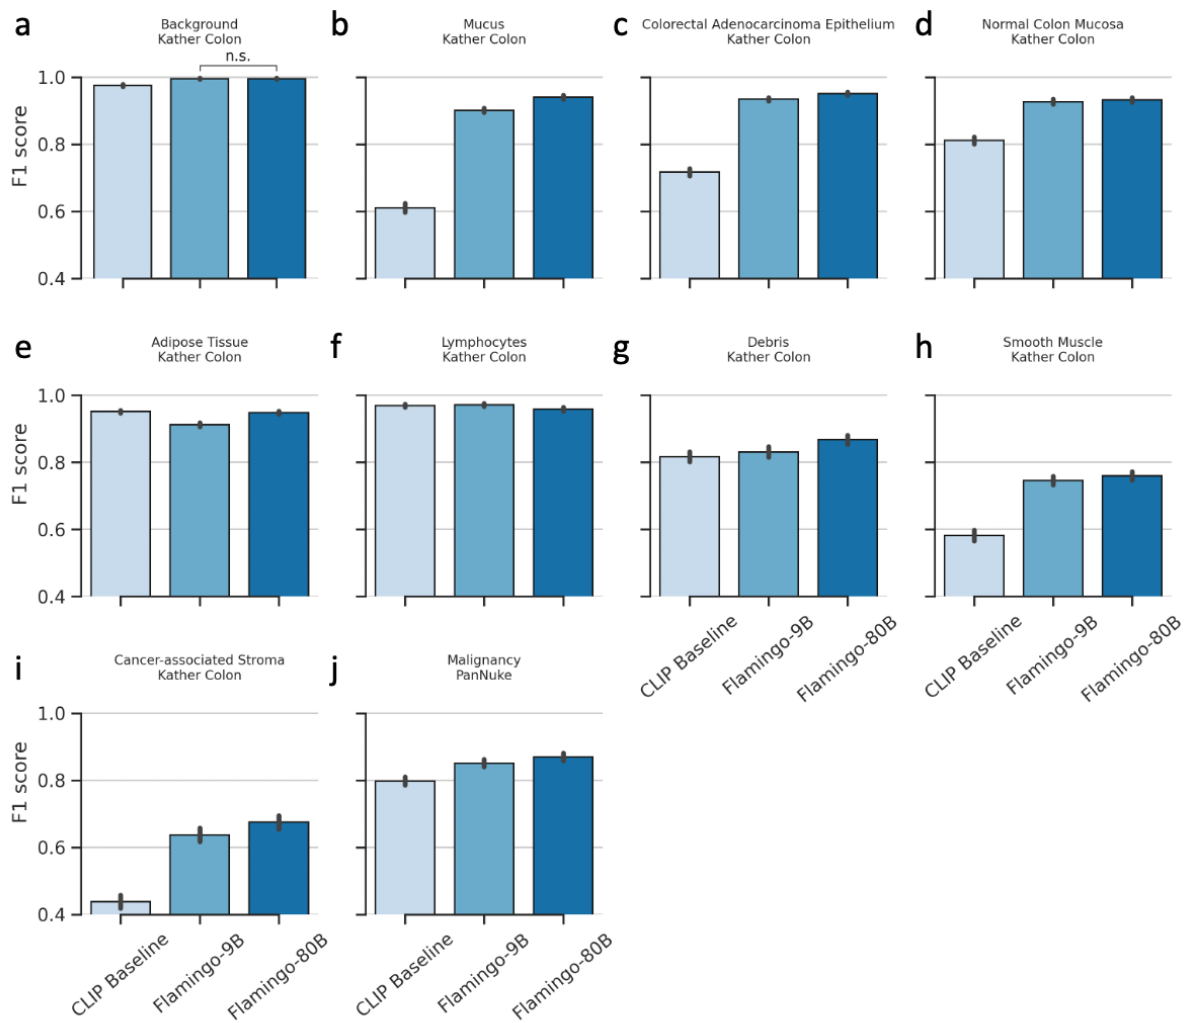 a
Background
Kather Colon
b
Mucus
Kather Colon
c
Colorectal Adenocarcinoma Epithelium
Kather Colon
d
Normal Colon Mucosa
Kather Colon
n.s.
F1 score
1.0
0.8
0.6
0.4
e
Adipose Tissue
Kather Colon
f
Lymphocytes
Kather Colon
g
Debris
Kather Colon
h
Smooth Muscle
Kather Colon
F1 score
1.0
0.8
0.6
0.4
CLIP Baseline
Flamingo-9B
Flamingo-80B
CLIP Baseline
Flamingo-9B
Flamingo-80B
i
Cancer-associated Stroma
Kather Colon
j
Malignancy
PanNuke
F1 score
1.0
0.8
0.6
0.4
CLIP Baseline
Flamingo-9B
Flamingo-80B
CLIP Baseline
Flamingo-9B
Flamingo-80B